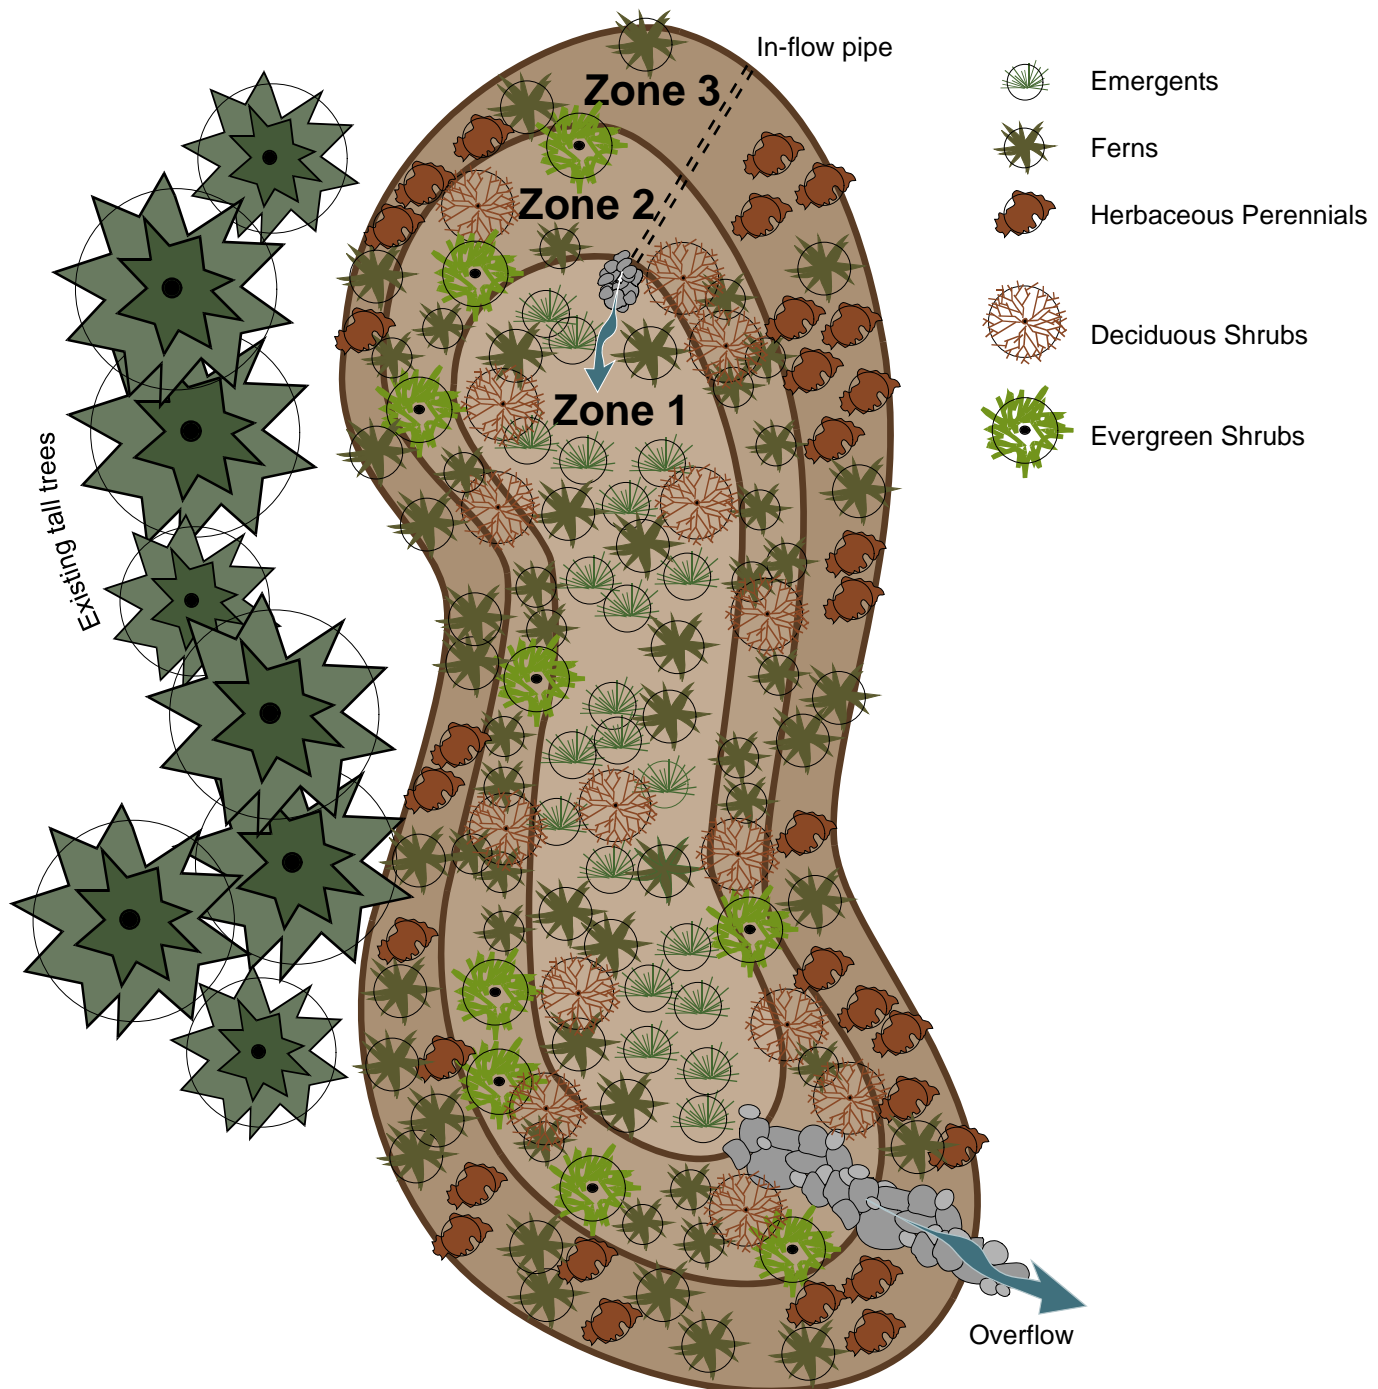 In-flow pipe
Zone 3
Zone 2
Zone 1
Existing tall trees
Emergents
Ferns
Herbaceous Perennials
Deciduous Shrubs
Evergreen Shrubs
Overflow